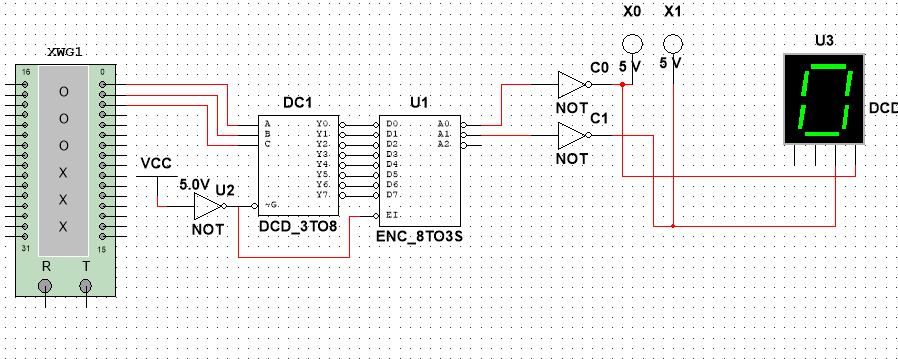 X0 X1
XWG1
16 0
O
O
O
X
X
X
31 15
R T
VCC
5.0V
U2
NOT
DC1
A
B
C
~G
Y0
Y1
Y2
Y3
Y4
Y5
Y6
Y7
DCD_3TO8
U1
D0
D1
D2
D3
D4
D5
D6
D7
EI
A0
A1
A2
ENC_8TO3S
C0
NOT
C1
NOT
5 V
5 V
U3
0
DCD